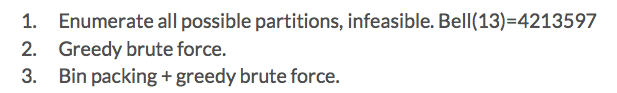 1. Enumerate all possible partitions, infeasible. Bell(13)=4213597
2. Greedy brute force.
3. Bin packing + greedy brute force.